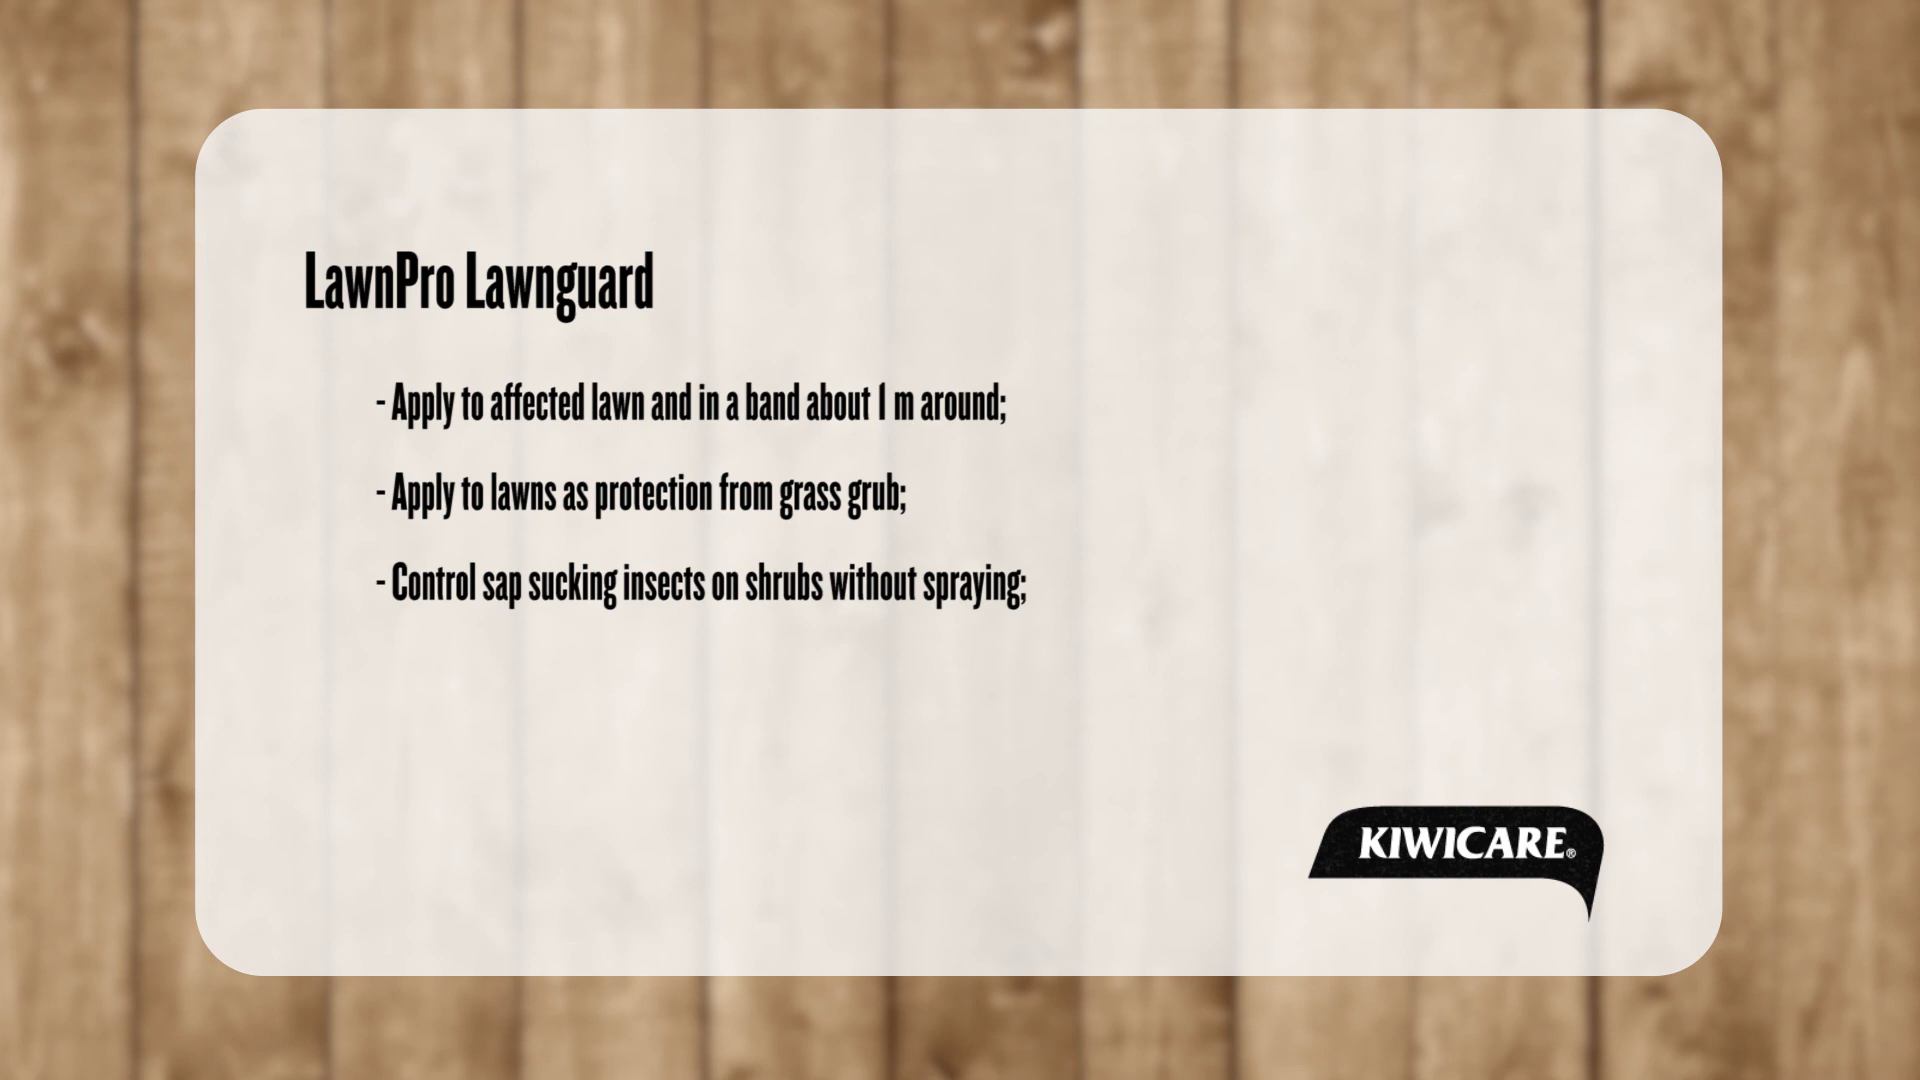 LawnPro Lawnguard
- Apply to affected lawn and in a band about 1 m around;
- Apply to lawns as protection from grass grub;
- Control sap sucking insects on shrubs without spraying;
KIWICARE®